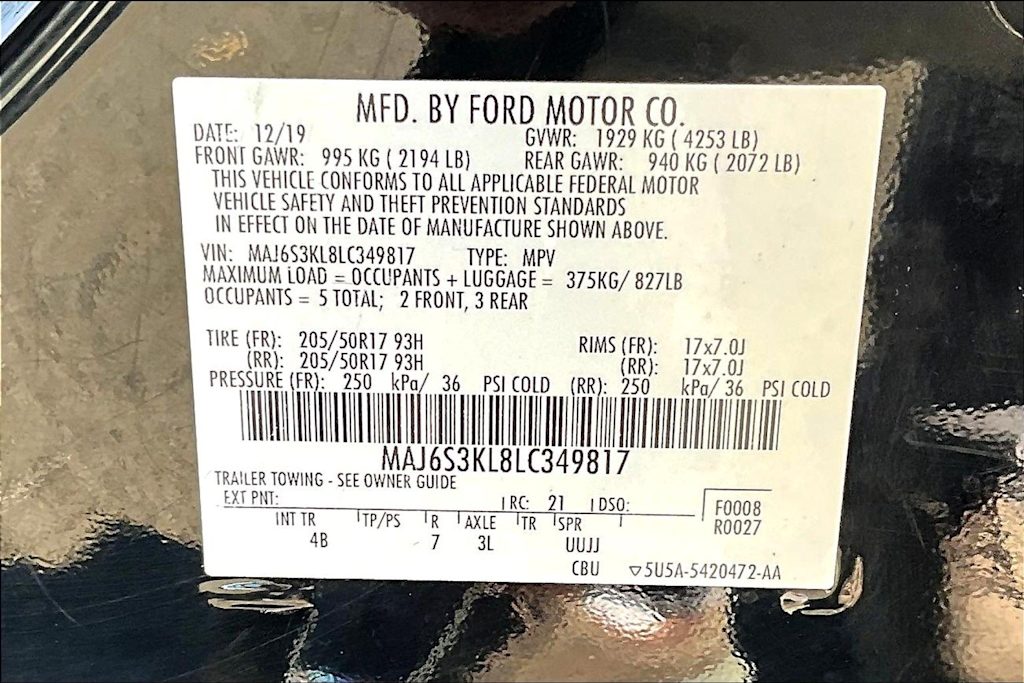 MFD. BY FORD MOTOR CO.
DATE: 12/19 GVWR: 1929 KG ( 4253 LB)
FRONT GAWR: 995 KG ( 2194 LB) REAR GAWR: 940 KG ( 2072 LB)
THIS VEHICLE CONFORMS TO ALL APPLICABLE FEDERAL MOTOR
VEHICLE SAFETY AND THEFT PREVENTION STANDARDS
IN EFFECT ON THE DATE OF MANUFACTURE SHOWN ABOVE.
VIN: MAJ6S3KL8LC349817 TYPE: MPV
MAXIMUM LOAD = OCCUPANTS + LUGGAGE = 375KG/ 827LB
OCCUPANTS = 5 TOTAL; 2 FRONT, 3 REAR
TIRE (FR): 205/50R17 93H RIMS (FR): 17x7.0J
(RR): 205/50R17 93H (RR): 17x7.0J
PRESSURE (FR): 250 kPa/ 36 PSI COLD (RR): 250 kPa/ 36 PSI COLD
MAJ6S3KL8LC349817
TRAILER TOWING - SEE OWNER GUIDE
EXT PNT: RC: 21 DSO: F0008
R0027
INT TR TP/PS R AXLE TR SPR
4B 7 3L UUJJ
CBU ▽5U5A-5420472-AA